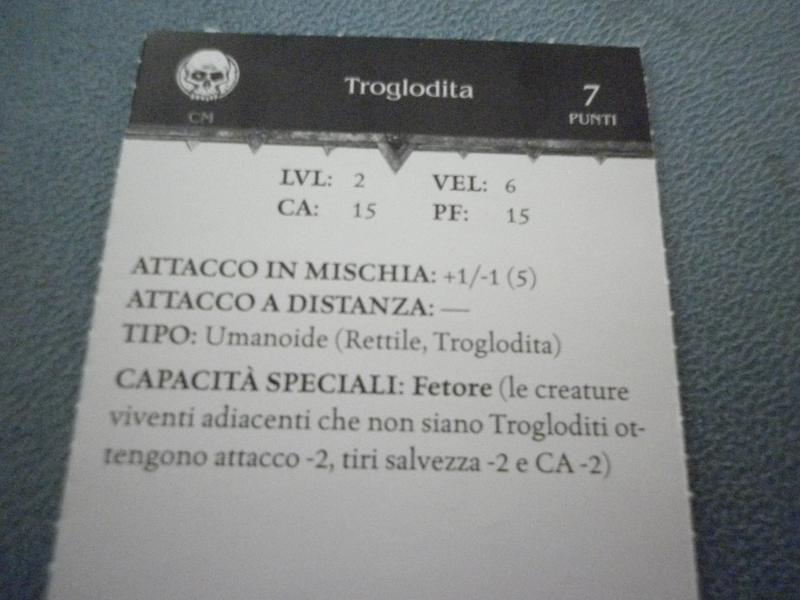 Troglodita
7
PUNTI
CM
LVL: 2 VEL: 6
CA: 15 PF: 15
ATTACCO IN MISCHIA: +1/-1 (5)
ATTACCO A DISTANZA: —
TIPO: Umanoide (Rettile, Troglodita)
CAPACITÀ SPECIALI: Fetore (le creature
viventi adiacenti che non siano Trogloditi ot-
tengono attacco -2, tiri salvezza -2 e CA -2)